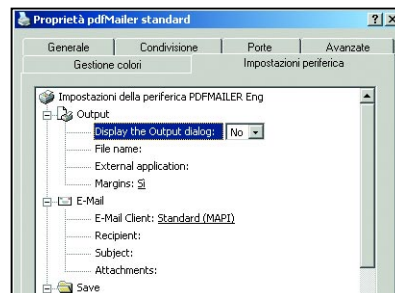 Proprietà pdfMailer standard
Generale Condivisione Porte Avanzate
Gestione colori Impostazioni periferica
Impostazioni della periferica PDFMAILER Eng
Output
Display the Output dialog: No
File name:
External application:
Margins: Sì
E-Mail
E-Mail Client: Standard (MAPI)
Recipient:
Subject:
Attachments:
Save